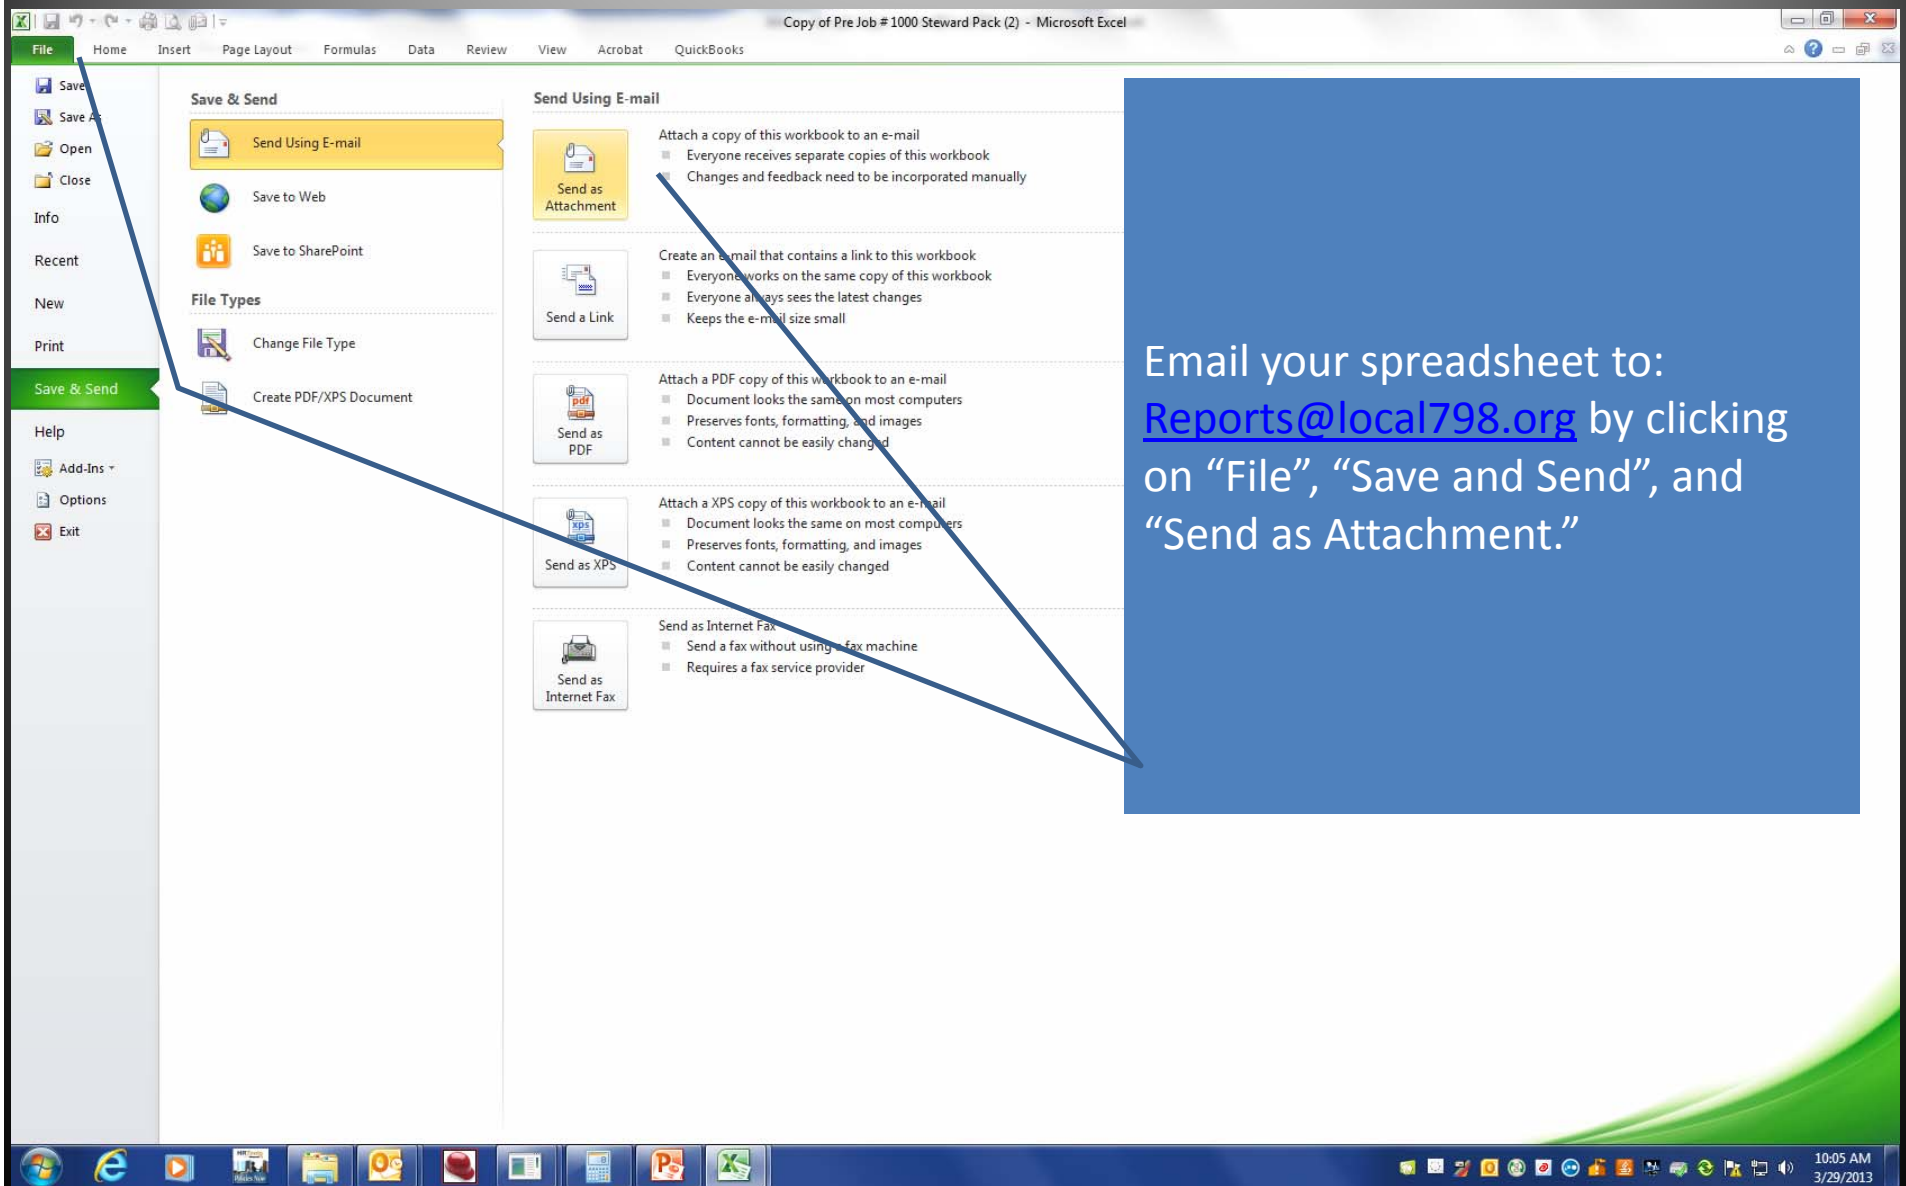 Copy of Pre Job # 1000 Steward Pack (2) - Microsoft Excel
File Home Insert Page Layout Formulas Data Review View Acrobat QuickBooks
Save
Save As
Open
Close
Info
Recent
New
Print
Save & Send
Help
Add-Ins
Options
Exit
Save & Send
Send Using E-mail
Save to Web
Save to SharePoint
File Types
Change File Type
Create PDF/XPS Document
Send Using E-mail
Send as
Attachment
Attach a copy of this workbook to an e-mail
Everyone receives separate copies of this workbook
Changes and feedback need to be incorporated manually
Send a Link
Create an e-mail that contains a link to this workbook
Everyone works on the same copy of this workbook
Everyone always sees the latest changes
Keeps the e-mail size small
Send as
PDF
Attach a PDF copy of this workbook to an e-mail
Document looks the same on most computers
Preserves fonts, formatting, and images
Content cannot be easily changed
Send as XPS
Attach a XPS copy of this workbook to an e-mail
Document looks the same on most computers
Preserves fonts, formatting, and images
Content cannot be easily changed
Send as
Internet Fax
Send as Internet Fax
Send a fax without using a fax machine
Requires a fax service provider
Email your spreadsheet to:
Reports@local798.org by clicking
on “File”, “Save and Send”, and
“Send as Attachment.”
10:05 AM
3/29/2013